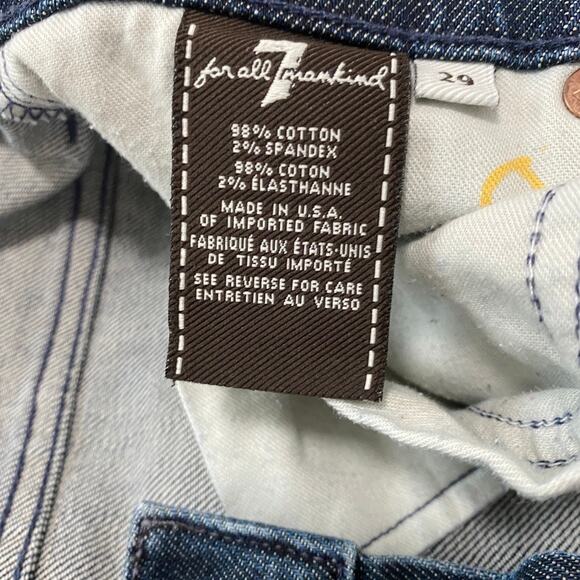 7
for all mankind
29
98% COTTON
2% SPANDEX
98% COTON
2% ÉLASTHANNE
MADE IN U.S.A.
OF IMPORTED FABRIC
FABRIQUÉ AUX ÉTATS-UNIS
DE TISSU IMPORTÉ
SEE REVERSE FOR CARE
ENTRETIEN AU VERSO